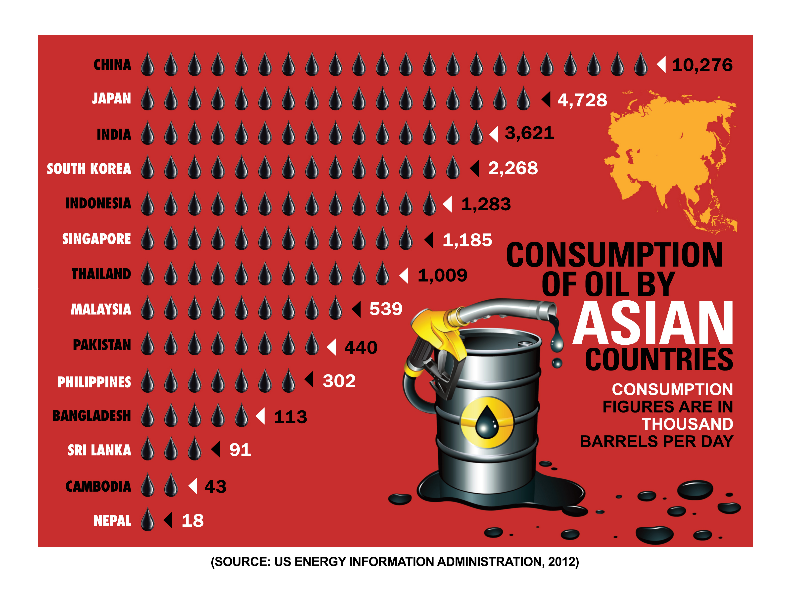 CHINA 10,276
JAPAN 4,728
INDIA 3,621
SOUTH KOREA 2,268
INDONESIA 1,283
SINGAPORE 1,185
THAILAND 1,009
MALAYSIA 539
PAKISTAN 440
PHILIPPINES 302
BANGLADESH 113
SRI LANKA 91
CAMBODIA 43
NEPAL 18
CONSUMPTION
OF OIL BY
ASIAN
COUNTRIES
CONSUMPTION
FIGURES ARE IN
THOUSAND
BARRELS PER DAY
(SOURCE: US ENERGY INFORMATION ADMINISTRATION, 2012)